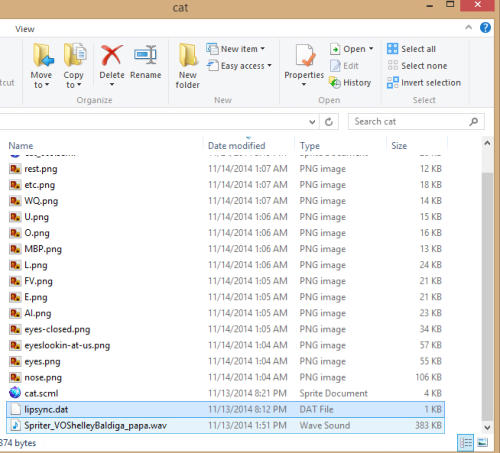 cat
View
Move to
Copy to
Delete
Rename
New folder
New item
Easy access
Properties
Open
Edit
History
Select all
Select none
Invert selection
Organize
New
Open
Select
Search cat
Name Date modified Type Size
rest.png 11/14/2014 1:07 AM PNG image 12 KB
etc.png 11/14/2014 1:07 AM PNG image 18 KB
WQ.png 11/14/2014 1:07 AM PNG image 14 KB
U.png 11/14/2014 1:06 AM PNG image 15 KB
O.png 11/14/2014 1:06 AM PNG image 16 KB
MBP.png 11/14/2014 1:06 AM PNG image 13 KB
L.png 11/14/2014 1:06 AM PNG image 24 KB
FV.png 11/14/2014 1:05 AM PNG image 21 KB
E.png 11/14/2014 1:05 AM PNG image 21 KB
AI.png 11/14/2014 1:05 AM PNG image 23 KB
eyes-closed.png 11/14/2014 1:05 AM PNG image 34 KB
eyeslookin-at-us.png 11/14/2014 1:04 AM PNG image 57 KB
eyes.png 11/14/2014 1:04 AM PNG image 55 KB
nose.png 11/14/2014 1:04 AM PNG image 106 KB
cat.scml 11/13/2014 8:21 PM Sprite Document 4 KB
lipsync.dat 11/13/2014 8:12 PM DAT File 1 KB
Spriter_VOShelleyBaldiga_papa.wav 11/13/2014 1:51 PM Wave Sound 383 KB
874 bytes